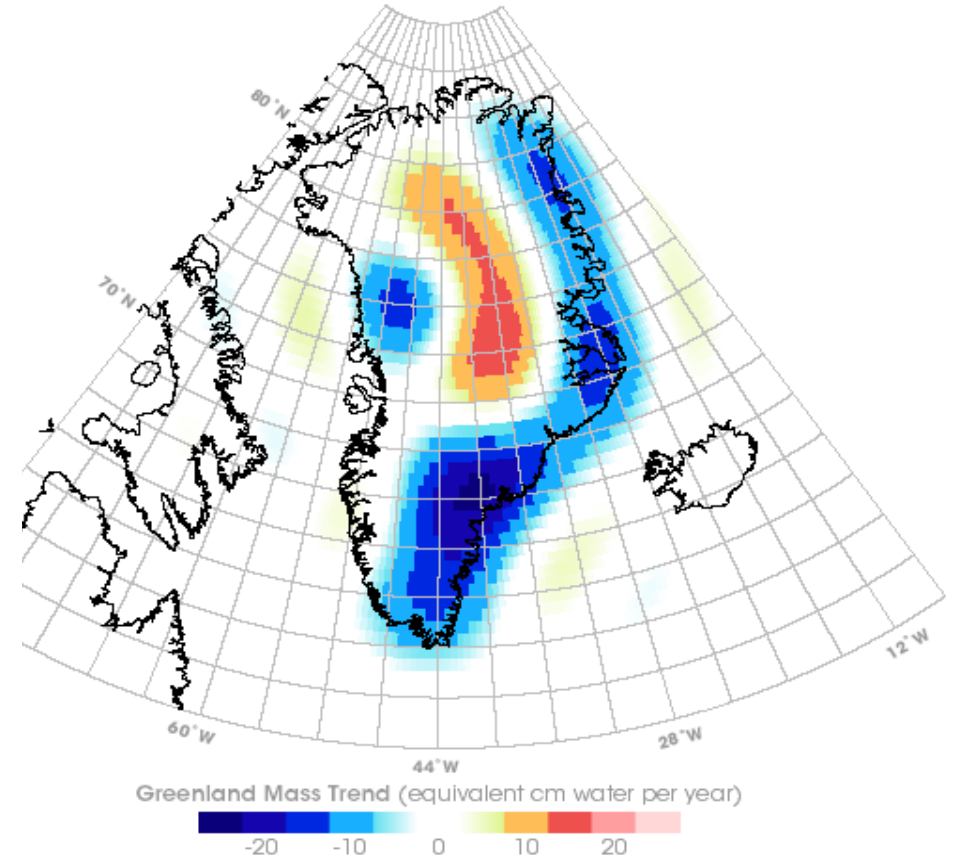 80°N
70°N
12°W
60°W
28°W
44°W
Greenland Mass Trend (equivalent cm water per year)
-20 -10 0 10 20